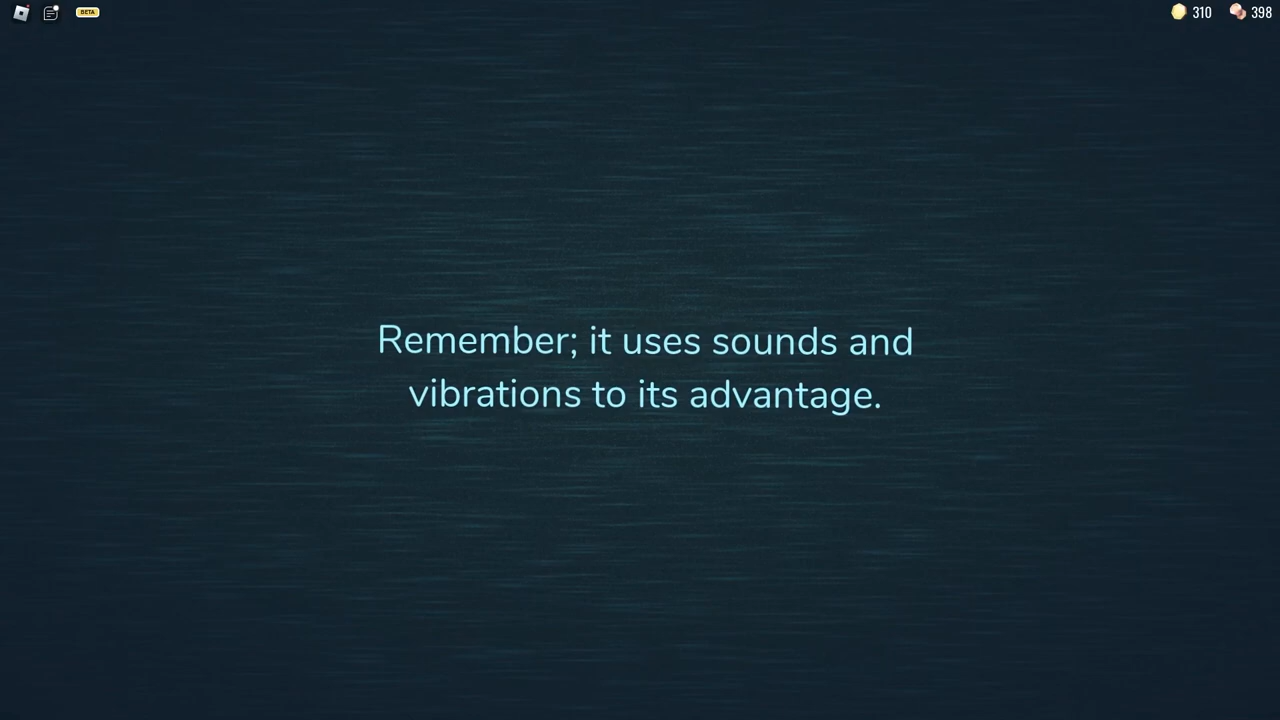 BETA
310
398
Remember; it uses sounds and
vibrations to its advantage.